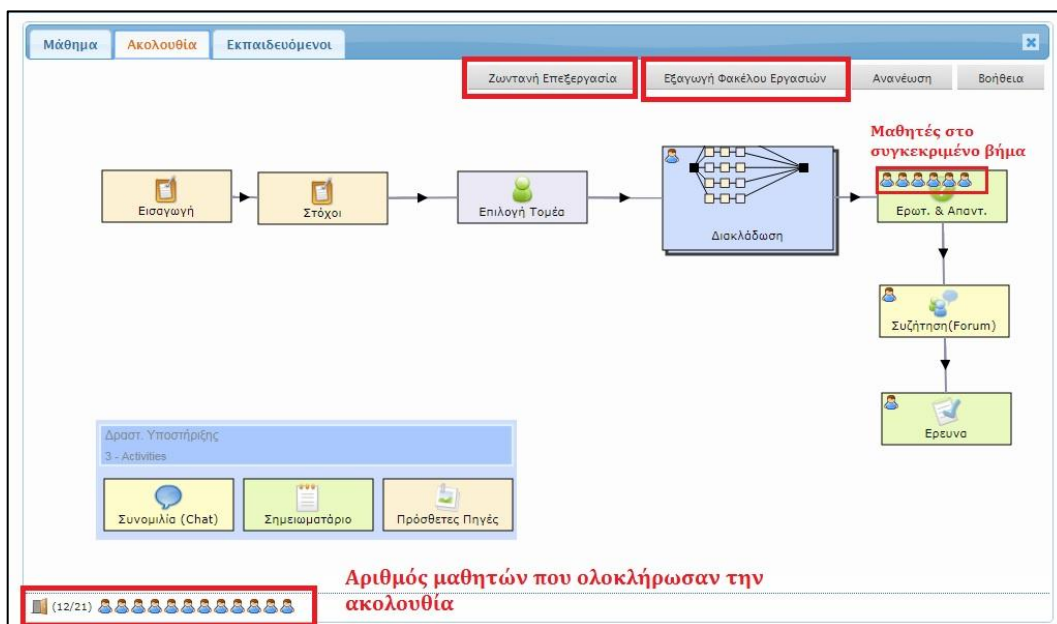 Μάθημα
Ακολουθία
Εκπαιδευόμενοι
Ζωντανή Επεξεργασία
Εξαγωγή Φακέλου Εργασιών
Ανανέωση
Βοήθεια
Μαθητές στο
συγκεκριμένο βήμα
Εισαγωγή
Στόχοι
Επιλογή Τομέα
Διακλάδωση
Ερωτ. & Απαντ.
Συζήτηση(Forum)
Ερευνα
Δραστ. Υποστήριξης
3 - Activities
Συνομιλία (Chat)
Σημειωματάριο
Πρόσθετες Πηγές
Αριθμός μαθητών που ολοκλήρωσαν την
ακολουθία
(12/21)